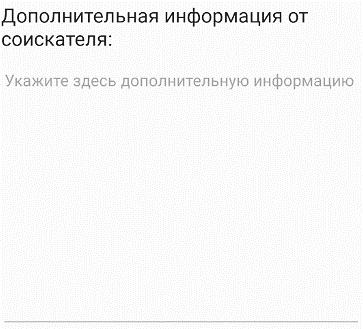 Дополнительная информация от
соискателя:
Укажите здесь дополнительную информацию